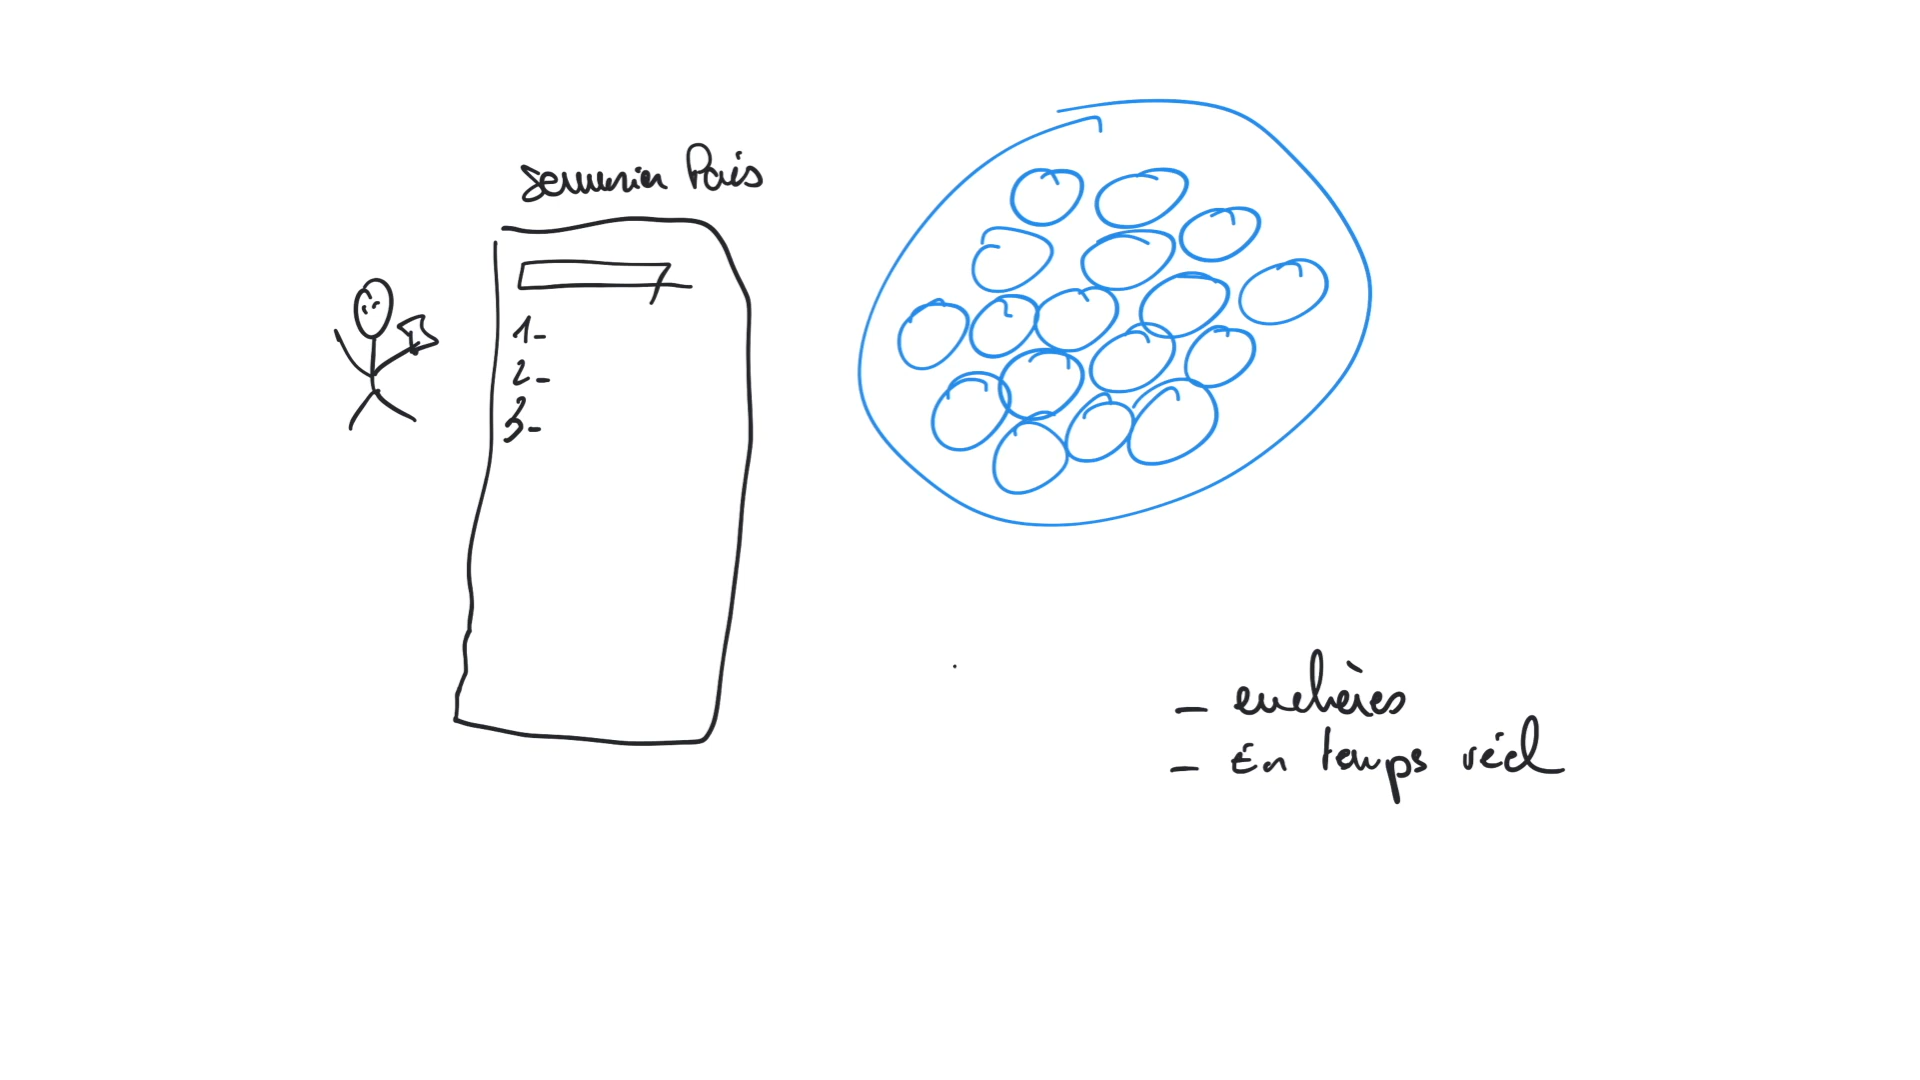 serrurier Paris
1-
2-
3-
- enchères
- En temps réel